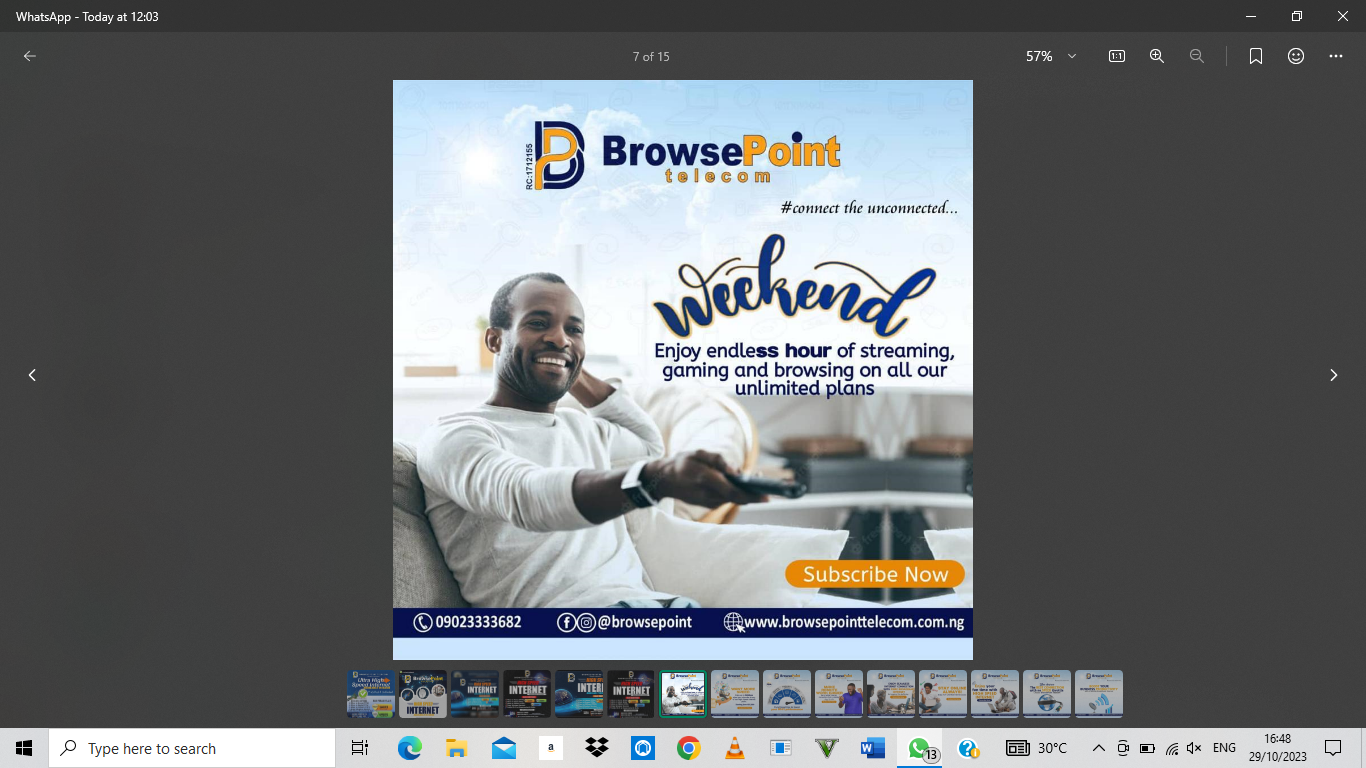 WhatsApp - Today at 12:03
7 of 15
57%
1:1
RC:1712155
BrowsePoint
telecom
#connect the unconnected...
weekend
Enjoy endless hour of streaming,
gaming and browsing on all our
unlimited plans
Subscribe Now
09023333682
@browsepoint
www.browsepointtelecom.com.ng
INTERNET
INTERNET
INTERNET
INTERNET
Type here to search
a
W
13
30°C
ENG
16:48
29/10/2023